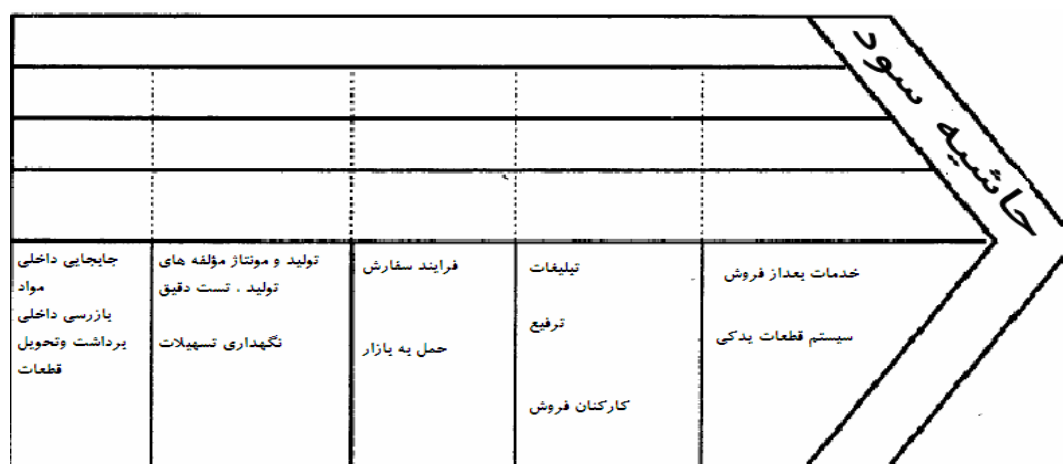 حاشیه سود
خدمات بعداز فروش
سیستم قطعات یدکی
تبلیغات
ترفیع
کارکنان فروش
فرایند سفارش
حمل به بازار
تولید و مونتاژ مؤلفه های
تولید ، تست دقیق
نگهداری تسهیلات
جابجایی داخلی
مواد
بازرسی داخلی
برداشت وتحویل
قطعات